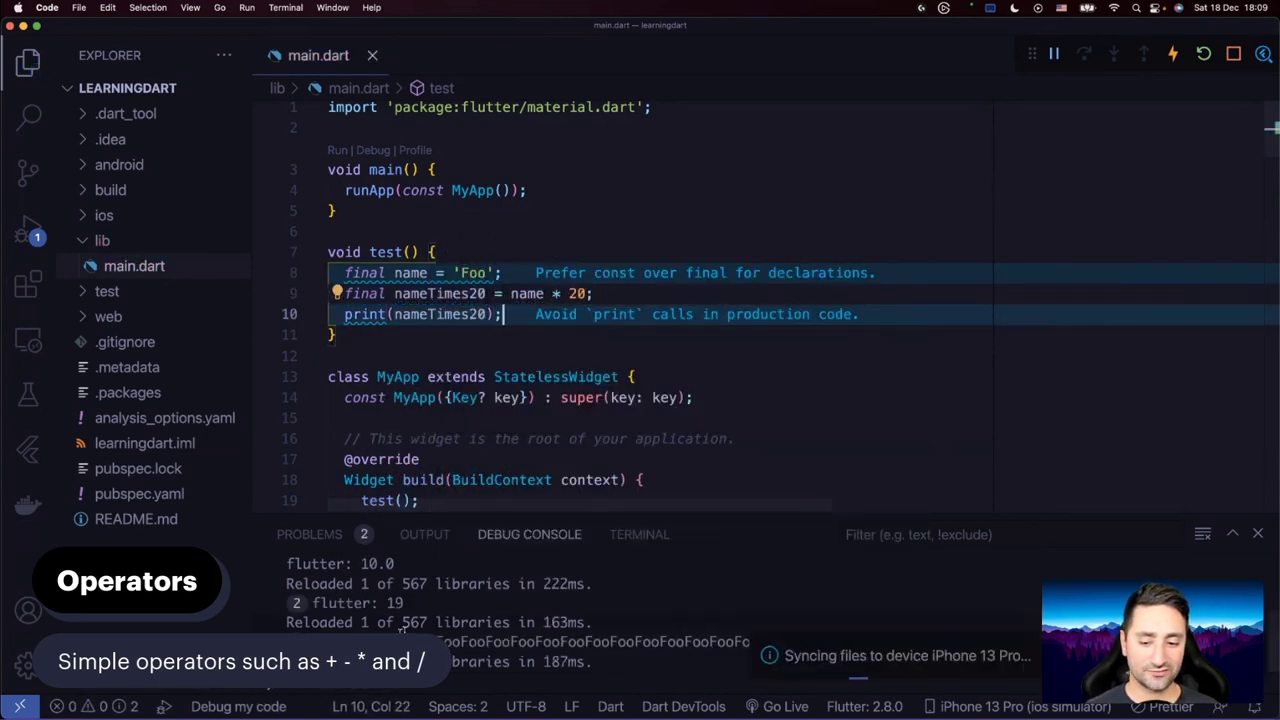 Code File Edit Selection View Go Run Terminal Window Help Sat 18 Dec 18:09
main.dart — learningdart
EXPLORER
main.dart
LEARNINGDART
lib main.dart test
.dart_tool
.idea
android
build
ios
lib
main.dart
test
web
.gitignore
.metadata
.packages
analysis_options.yaml
learningdart.iml
pubspec.lock
pubspec.yaml
README.md
1
1 import 'package:flutter/material.dart';
2
Run | Debug | Profile
3 void main() {
4 runApp(const MyApp());
5 }
6
7 void test() {
8 final name = 'Foo'; Prefer const over final for declarations.
9 final nameTimes20 = name * 20;
10 print(nameTimes20); Avoid `print` calls in production code.
11 }
12
13 class MyApp extends StatelessWidget {
14 const MyApp({Key? key}) : super(key: key);
15
16 // This widget is the root of your application.
17 @override
18 Widget build(BuildContext context) {
19 test();
PROBLEMS 2 OUTPUT DEBUG CONSOLE TERMINAL Filter (e.g. text, !exclude)
flutter: 10.0
Reloaded 1 of 567 libraries in 222ms.
2 flutter: 19
Reloaded 1 of 567 libraries in 163ms.
in 187ms.
Syncing files to device iPhone 13 Pro...
Operators
Simple operators such as + - * and /
0 0 2 Debug my code Ln 10, Col 22 Spaces: 2 UTF-8 LF Dart Dart DevTools Go Live Flutter: 2.8.0 iPhone 13 Pro (ios simulator) Prettier